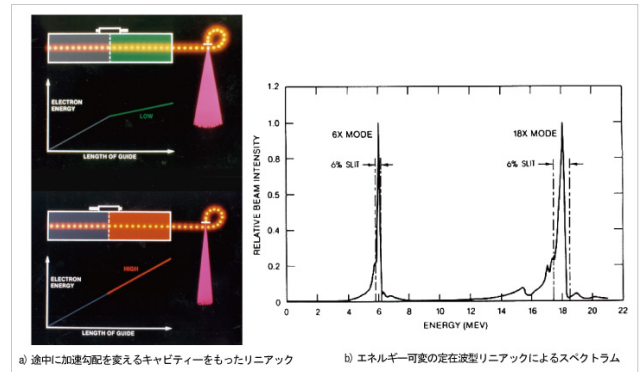 ELECTRON
ENERGY
LOW
LENGTH OF GUIDE
ELECTRON
ENERGY
HIGH
LENGTH OF GUIDE
a) 途中に加速勾配を変えるキャビティーをもったリニアック
RELATIVE BEAM INTENSITY
1.2
1.0
0.8
0.6
0.4
0.2
0
6X MODE
6% SLIT
18X MODE
6% SLIT
0 2 4 6 8 10 12 14 16 18 20 22
ENERGY (MEV)
b) エネルギー可変の定在波型リニアックによるスペクトラム